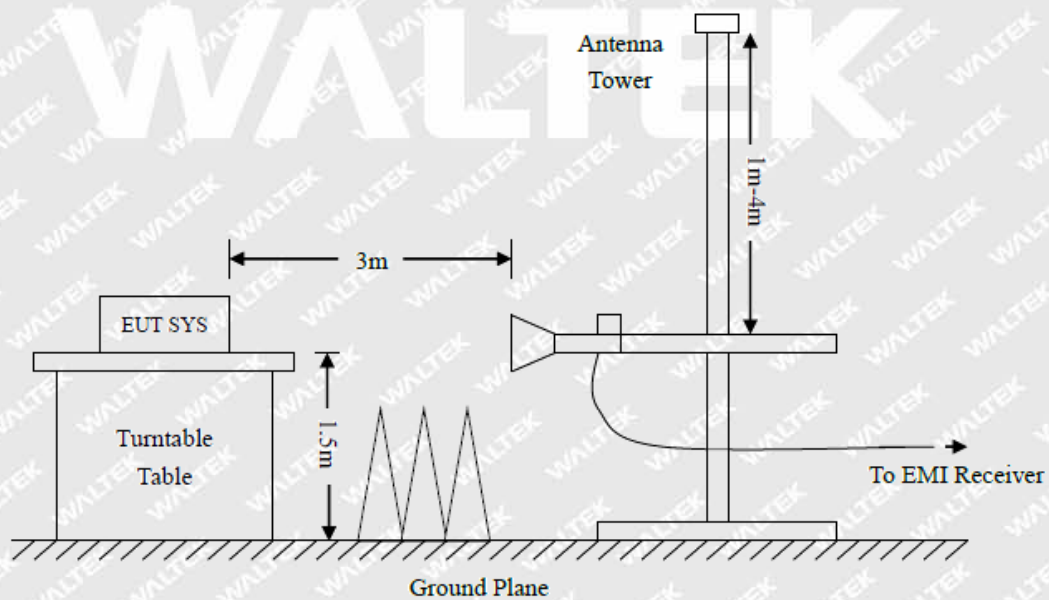 WALTEK
Antenna
Tower
1m-4m
3m
EUT SYS
1.5m
Turntable
Table
To EMI Receiver
Ground Plane